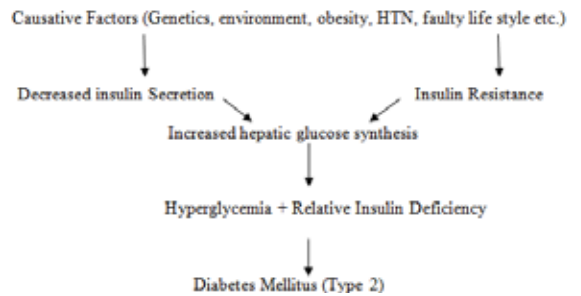 Causative Factors (Genetics, environment, obesity, HTN, faulty life style etc.)
Decreased insulin Secretion
Insulin Resistance
Increased hepatic glucose synthesis
Hyperglycemia + Relative Insulin Deficiency
Diabetes Mellitus (Type 2)